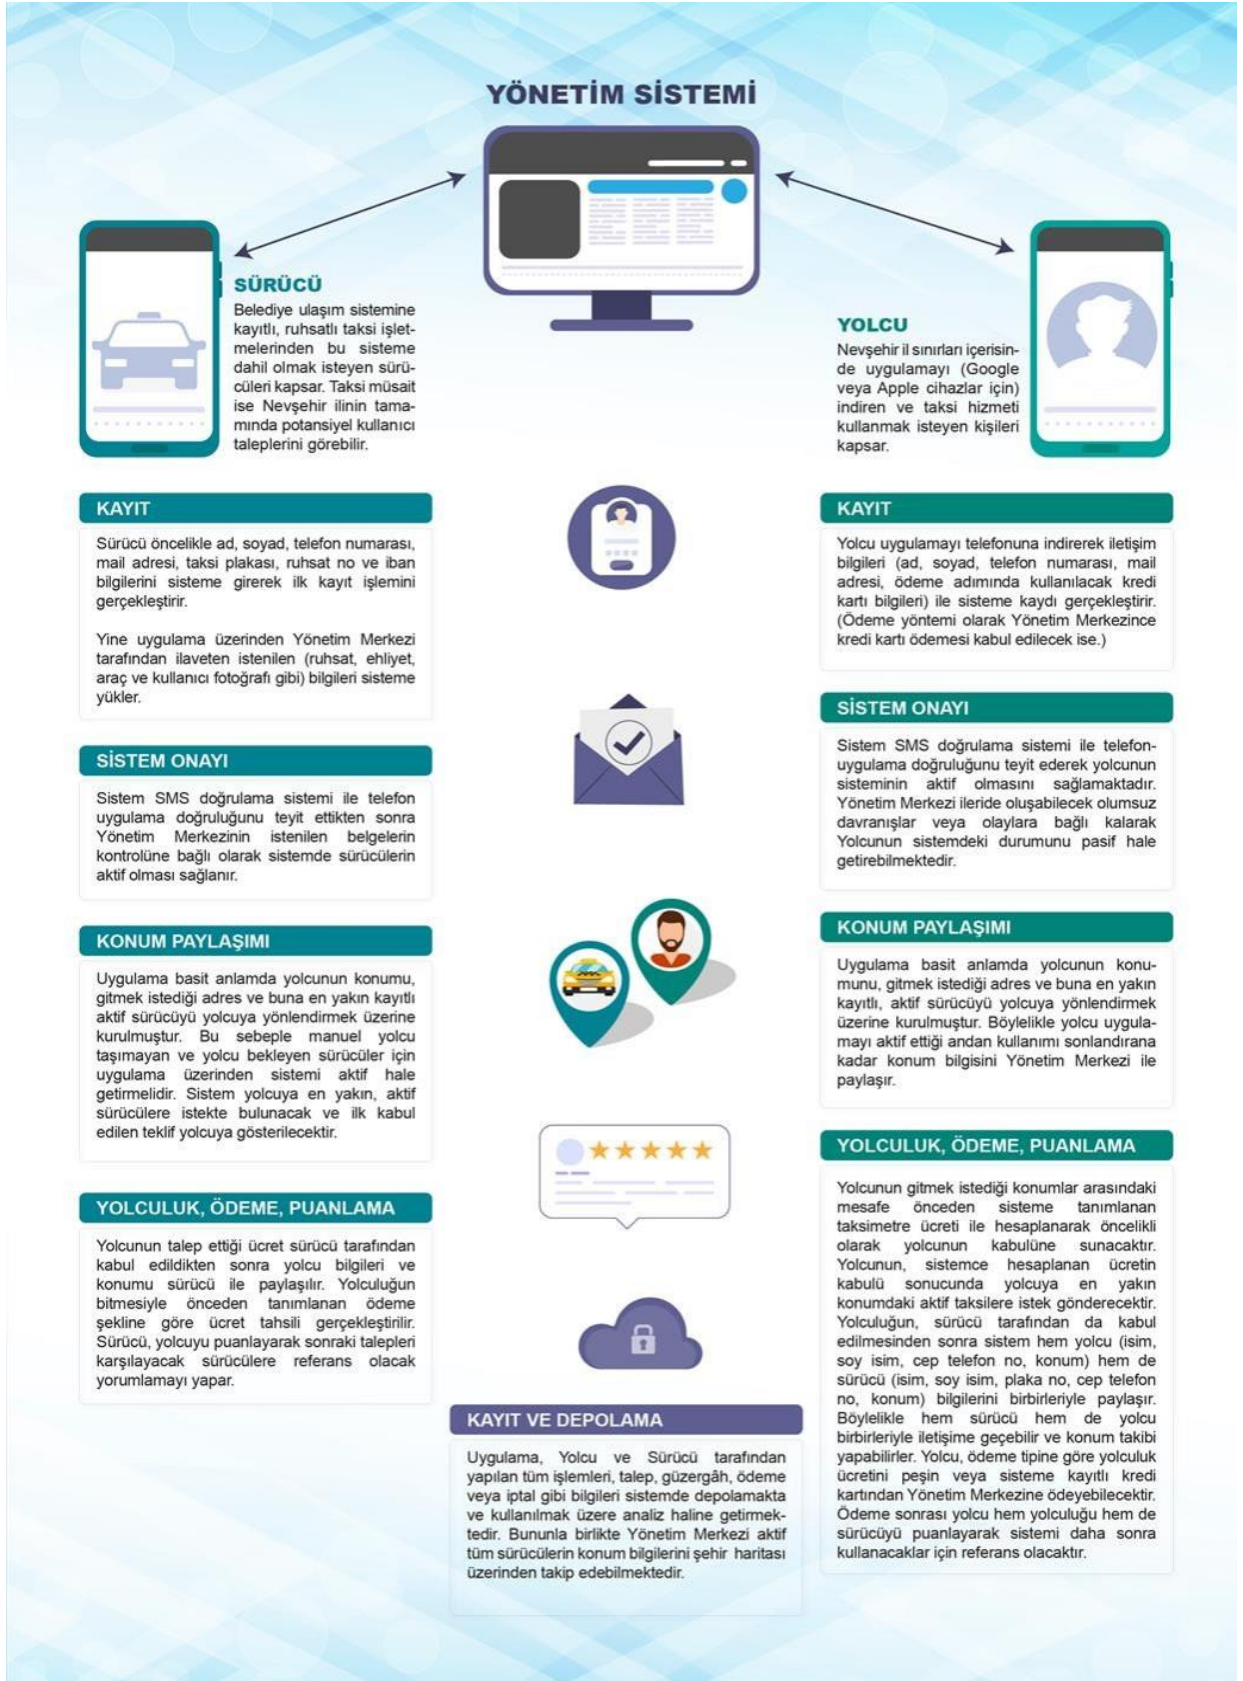 YÖNETİM SİSTEMİ
SÜRÜCÜ
Belediye ulaşım sistemine
kayıtlı, ruhsatlı taksi işlet-
melerinden bu sisteme
dahil olmak isteyen sürü-
cüleri kapsar. Taksi müsait
ise Nevşehir ilinin tama-
mında potansiyel kullanıcı
taleplerini görebilir.
YOLCU
Nevşehir il sınırları içerisin-
de uygulamayı (Google
veya Apple cihazlar için)
indiren ve taksi hizmeti
kullanmak isteyen kişileri
kapsar.
KAYIT
Sürücü öncelikle ad, soyad, telefon numarası,
mail adresi, taksi plakası, ruhsat no ve iban
bilgilerini sisteme girerek ilk kayıt işlemini
gerçekleştirir.
Yine uygulama üzerinden Yönetim Merkezi
tarafından ilaveten istenilen (ruhsat, ehliyet,
araç ve kullanıcı fotoğrafı gibi) bilgileri sisteme
yükler.
SİSTEM ONAYI
Sistem SMS doğrulama sistemi ile telefon
uygulama doğruluğunu teyit ettikten sonra
Yönetim Merkezinin istenilen belgelerin
kontrolüne bağlı olarak sistemde sürücülerin
aktif olması sağlanır.
KONUM PAYLAŞIMI
Uygulama basit anlamda yolcunun konumu,
gitmek istediği adres ve buna en yakın kayıtlı
aktif sürücüyü yolcuya yönlendirmek üzerine
kurulmuştur. Bu sebeple manuel yolcu
taşımayan ve yolcu bekleyen sürücüler için
uygulama üzerinden sistemi aktif hale
getirmelidir. Sistem yolcuya en yakın, aktif
sürücülere istekte bulunacak ve ilk kabul
edilen teklif yolcuya gösterilecektir.
YOLCULUK, ÖDEME, PUANLAMA
Yolcunun talep ettiği ücret sürücü tarafından
kabul edildikten sonra yolcu bilgileri ve
konumu sürücü ile paylaşılır. Yolculuğun
bitmesiyle önceden tanımlanan ödeme
şekline göre ücret tahsili gerçekleştirilir.
Sürücü, yolcuyu puanlayarak sonraki talepleri
karşılayacak sürücülere referans olacak
yorumlamayı yapar.
KAYIT VE DEPOLAMA
Uygulama, Yolcu ve Sürücü tarafından
yapılan tüm işlemleri, talep, güzergâh, ödeme
veya iptal gibi bilgileri sistemde depolamakta
ve kullanılmak üzere analiz haline getirmek-
tedir. Bununla birlikte Yönetim Merkezi aktif
tüm sürücülerin konum bilgilerini şehir haritası
üzerinden takip edebilmektedir.
KAYIT
Yolcu uygulamayı telefonuna indirerek iletişim
bilgileri (ad, soyad, telefon numarası, mail
adresi, ödeme adımında kullanılacak kredi
kartı bilgileri) ile sisteme kaydı gerçekleştirir.
(Ödeme yöntemi olarak Yönetim Merkezince
kredi kartı ödemesi kabul edilecek ise.)
SİSTEM ONAYI
Sistem SMS doğrulama sistemi ile telefon-
uygulama doğruluğunu teyit ederek yolcunun
sisteminin aktif olmasını sağlamaktadır.
Yönetim Merkezi ileride oluşabilecek olumsuz
davranışlar veya olaylara bağlı kalarak
Yolcunun sistemdeki durumunu pasif hale
getirebilmektedir.
KONUM PAYLAŞIMI
Uygulama basit anlamda yolcunun konu-
munu, gitmek istediği adres ve buna en yakın
kayıtlı, aktif sürücüyü yolcuya yönlendirmek
üzerine kurulmuştur. Böylelikle yolcu uygula-
mayı aktif ettiği andan kullanımı sonlandırana
kadar konum bilgisini Yönetim Merkezi ile
paylaşır.
YOLCULUK, ÖDEME, PUANLAMA
Yolcunun gitmek istediği konumlar arasındaki
mesafe önceden sisteme tanımlanan
taksimetre ücreti ile hesaplanarak öncelikli
olarak yolcunun kabulüne sunacaktır.
Yolcunun, sistemce hesaplanan ücretin
kabulü sonucunda yolcuya en yakın
konumdaki aktif taksilere istek gönderecektir.
Yolculuğun, sürücü tarafından da kabul
edilmesinden sonra sistem hem yolcu (isim,
soy isim, cep telefon no, konum) hem de
sürücü (isim, soy isim, plaka no, cep telefon
no, konum) bilgilerini birbirleriyle paylaşır.
Böylelikle hem sürücü hem de yolcu
birbirleriyle iletişime geçebilir ve konum takibi
yapabilirler. Yolcu, ödeme tipine göre yolculuk
ücretini peşin veya sisteme kayıtlı kredi
kartından Yönetim Merkezine ödeyebilecektir.
Ödeme sonrası yolcu hem yolculuğu hem de
sürücüyü puanlayarak sistemi daha sonra
kullanacaklar için referans olacaktır.